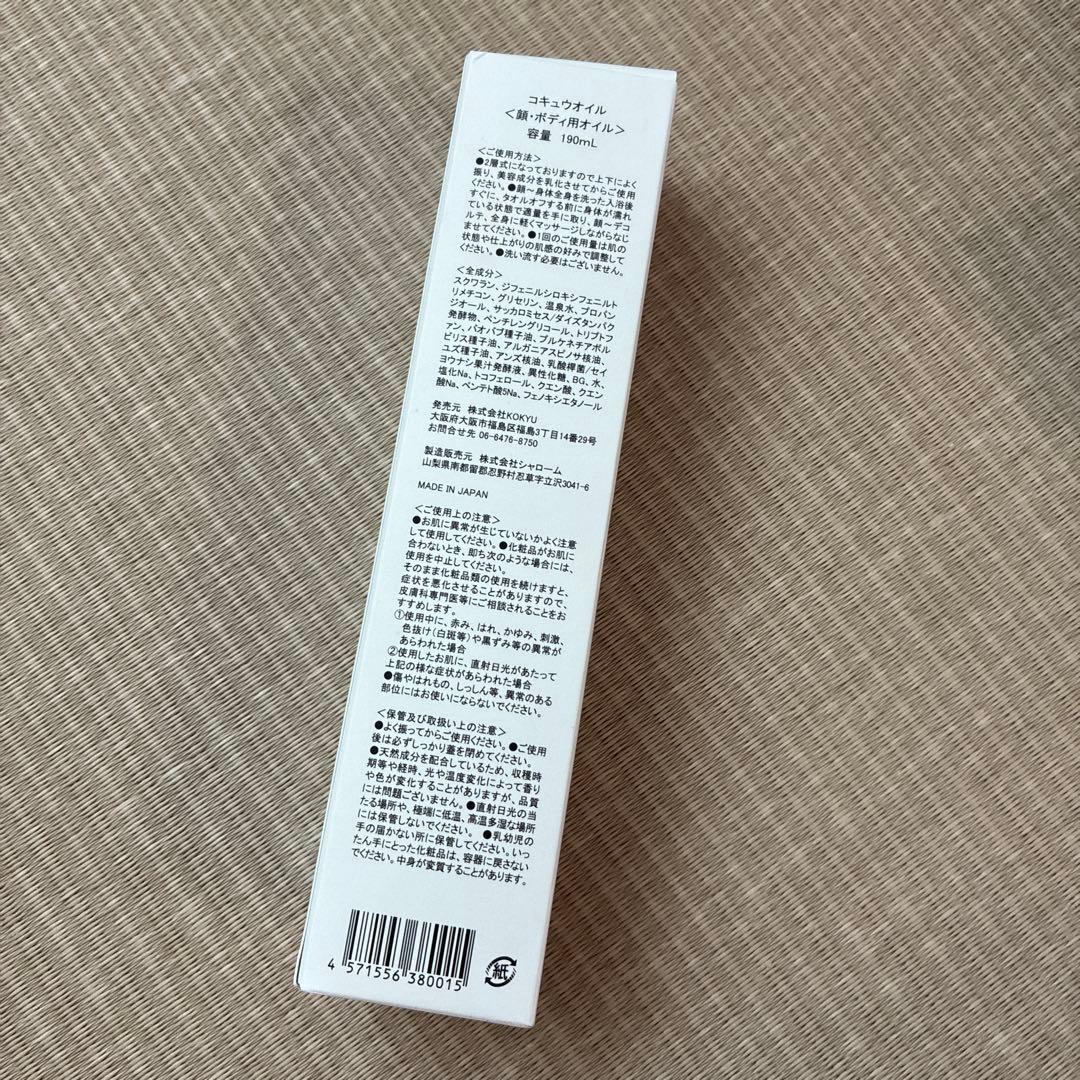 コキュウオイル
＜顔・ボディ用オイル＞
容量 190mL
＜ご使用方法＞
●2層式になっておりますので上下によく
振り、美容成分を乳化させてからご使用
ください。●顔～身体全身を洗った入浴後
すぐに、タオルオフする前に身体が濡れ
ている状態で適量を手に取り、顔～デコ
ルテ、全身に軽くマッサージしながらなじ
ませてください。●1回のご使用量は肌の
状態や仕上がりの肌感の好みで調整して
ください。●洗い流す必要はございません。
＜全成分＞
スクワラン、ジフェニルシロキシフェニルト
リメチコン、グリセリン、温泉水、プロパン
ジオール、サッカロミセス/ダイズタンパク
発酵物、ペンチレングリコール、トリプトフ
ァン、バオバブ種子油、プルケネチアボル
ビリス種子油、アルガニアスピノサ核油、
ユズ種子油、アンズ核油、乳酸桿菌/セイ
ヨウナシ果汁発酵液、異性化糖、BG、水、
塩化Na、トコフェロール、クエン酸、クエン
酸Na、ペンテト酸5Na、フェノキシエタノール
発売元 株式会社KOKYU
大阪府大阪市福島区福島3丁目14番29号
お問合せ先 06-6476-8750
製造販売元 株式会社シャローム
山梨県南都留郡忍野村忍草字立沢3041-6
MADE IN JAPAN
＜ご使用上の注意＞
●お肌に異常が生じていないかよく注意
して使用してください。●化粧品がお肌に
合わないとき、即ち次のような場合には、
使用を中止してください。
そのまま化粧品類の使用を続けますと、
症状を悪化させることがありますので、
皮膚科専門医等にご相談されることをお
すすめします。
①使用中に、赤み、はれ、かゆみ、刺激、
色抜け(白斑等)や黒ずみ等の異常が
あらわれた場合
②使用したお肌に、直射日光があたって
上記の様な症状があらわれた場合
●傷やはれもの、しっしん等、異常のある
部位にはお使いにならないでください。
＜保管及び取扱い上の注意＞
●よく振ってからご使用ください。●ご使用
後は必ずしっかり蓋を閉めてください。
●天然成分を配合しているため、収穫時
期等や経時、光や温度変化によって香り
や色が変化することがありますが、品質
には問題ございません。●直射日光の当
たる場所や、極端に低温、高温多湿な場所
には保管しないでください。 ●乳幼児の
手の届かない所に保管してください。いっ
たん手にとった化粧品は、容器に戻さない
でください。中身が変質することがあります。
4 571556 380015
紙